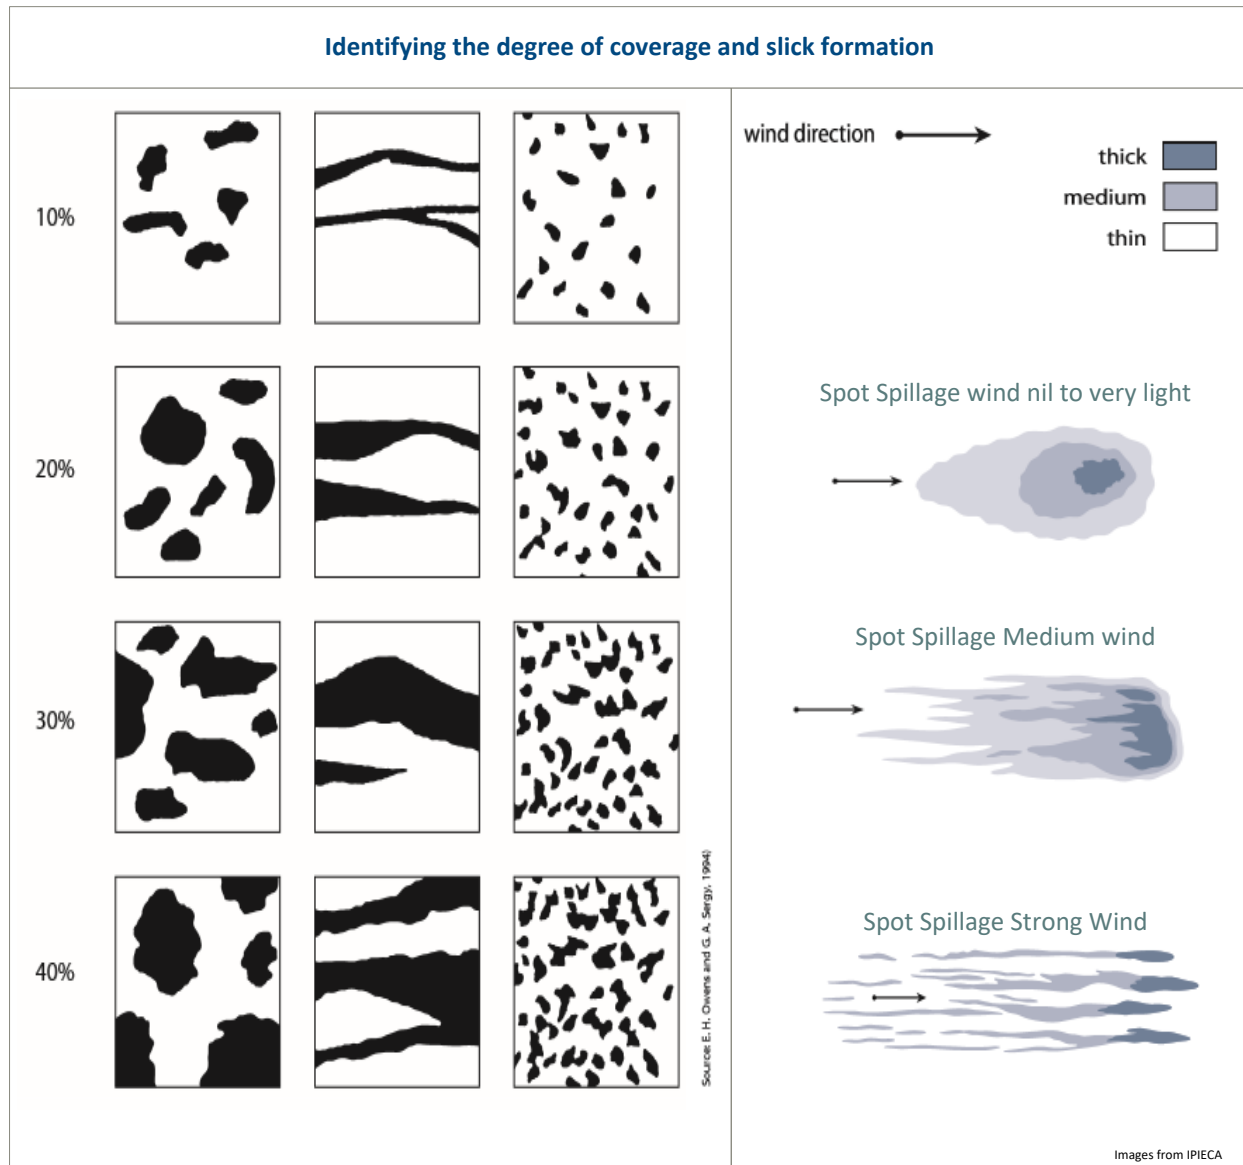 Identifying the degree of coverage and slick formation
10%
20%
30%
40%
Source: E. H. Owens and G. A. Sergy, 1994)
wind direction
thick
medium
thin
Spot Spillage wind nil to very light
Spot Spillage Medium wind
Spot Spillage Strong Wind
Images from IPIECA